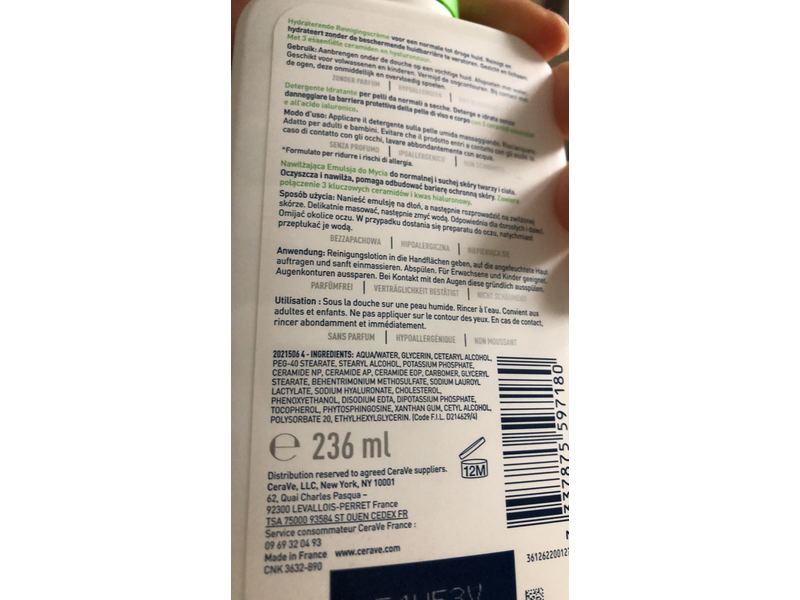 Hydraterende Reinigingscrème voor een normale tot droge huid. Reinigt en
hydrateert zonder de beschermende huidbarrière te verstoren. Gezicht en lichaam.
Met 3 essentiële ceramiden en hyaluronzuur.
Gebruik: Aanbrengen onder de douche op een vochtige huid. Afspoelen met water.
Geschikt voor volwassenen en kinderen. Vermijd de oogcontouren. Bij contact met
de ogen, deze onmiddellijk en overvloedig spoelen.
ZONDER PARFUM | HYPOALLERGEEN |
Detergente Idratante per pelli da normali a secche. Deterge e idrata senza
danneggiare la barriera protettiva della pelle di viso e corpo con 3 ceramidi essenziali
e all'acido ialuronico.
Modo d'uso: Applicare il detergente sulla pelle umida massaggiando. Risciacquare.
Adatto per adulti e bambini. Evitare che il prodotto entri a contatto con gli occhi. In
caso di contatto con gli occhi, lavare abbondantemente con acqua.
SENZA PROFUMO | IPOALLERGENICO | NON SCHIUMOGENO
*Formulato per ridurre i rischi di allergia.
Nawilżająca Emulsja do Mycia do normalnej i suchej skóry twarzy i ciała.
Oczyszcza i nawilża, pomaga odbudować barierę ochronną skóry. Zawiera
połączenie 3 kluczowych ceramidów i kwas hialuronowy.
Sposób użycia: Nanieść emulsję na dłoń, a następnie rozprowadzić na zwilżonej
skórze. Delikatnie masować, następnie zmyć wodą. Odpowiednia dla dorosłych i dzieci.
Omijać okolice oczu. W przypadku dostania się preparatu do oczu, natychmiast
przepłukać je wodą.
BEZZAPACHOWA | HIPOALERGICZNA | NIEPIENIĄCA SIĘ
Anwendung: Reinigungslotion in die Handflächen geben, auf die angefeuchtete Haut
auftragen und sanft einmassieren. Abspülen. Für Erwachsene und Kinder geeignet.
Augenkonturen aussparen. Bei Kontakt mit den Augen diese gründlich ausspülen.
PARFÜMFREI | VERTRÄGLICHKEIT BESTÄTIGT | NICHT SCHÄUMEND
Utilisation : Sous la douche sur une peau humide. Rincer à l'eau. Convient aux
adultes et enfants. Ne pas appliquer sur le contour des yeux. En cas de contact,
rincer abondamment et immédiatement.
SANS PARFUM | HYPOALLERGÉNIQUE | NON MOUSSANT
2021506 4 - INGREDIENTS: AQUA/WATER, GLYCERIN, CETEARYL ALCOHOL,
PEG-40 STEARATE, STEARYL ALCOHOL, POTASSIUM PHOSPHATE,
CERAMIDE NP, CERAMIDE AP, CERAMIDE EOP, CARBOMER, GLYCERYL
STEARATE, BEHENTRIMONIUM METHOSULFATE, SODIUM LAUROYL
LACTYLATE, SODIUM HYALURONATE, CHOLESTEROL,
PHENOXYETHANOL, DISODIUM EDTA, DIPOTASSIUM PHOSPHATE,
TOCOPHEROL, PHYTOSPHINGOSINE, XANTHAN GUM, CETYL ALCOHOL,
POLYSORBATE 20, ETHYLHEXYLGLYCERIN. (Code F.I.L. D214629/4)
℮ 236 ml
12M
Distribution reserved to agreed CeraVe suppliers.
CeraVe, LLC, New York, NY 10001
62, Quai Charles Pasqua –
92300 LEVALLOIS-PERRET France
TSA 75000 93584 ST OUEN CEDEX FR
Service consommateur CeraVe France :
09 69 32 04 93
Made in France www.cerave.com
CNK 3632-890
3 337875 597180